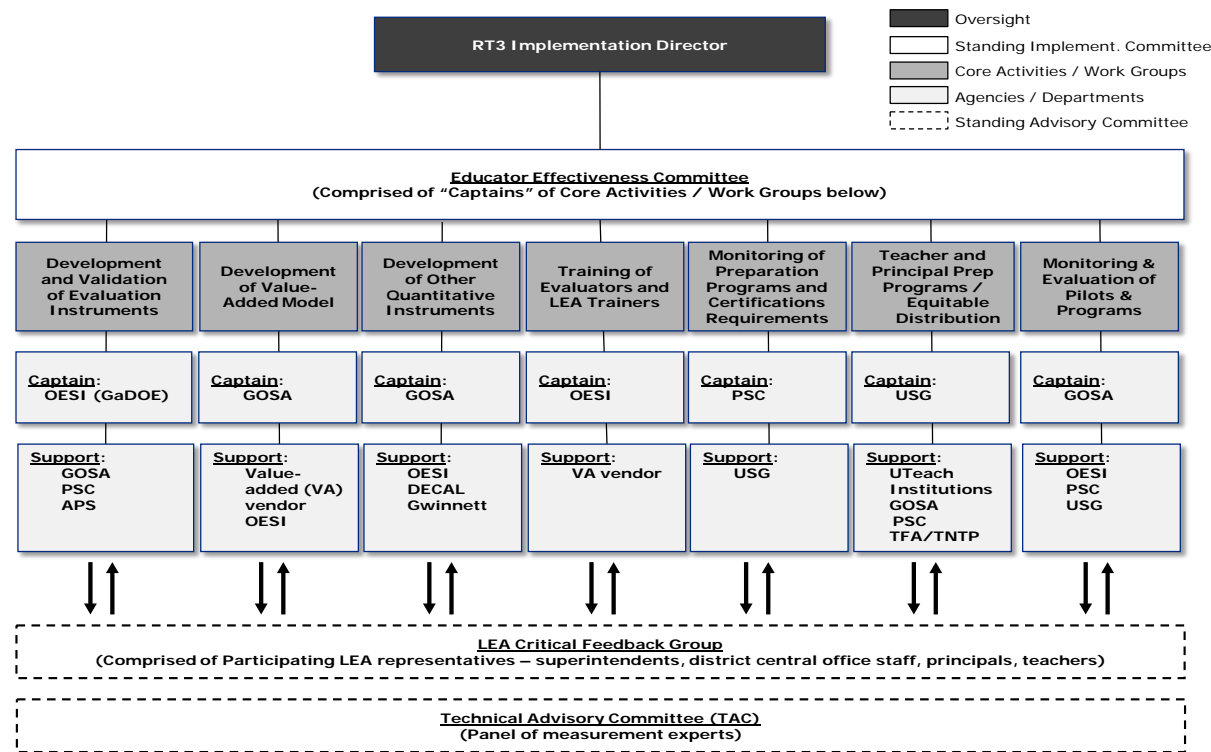 RT3 Implementation Director
Oversight
Standing Implement. Committee
Core Activities / Work Groups
Agencies / Departments
Standing Advisory Committee
Educator Effectiveness Committee
(Comprised of “Captains” of Core Activities / Work Groups below)
Development
and Validation
of Evaluation
Instruments
Development
of Value-
Added Model
Development
of Other
Quantitative
Instruments
Training of
Evaluators and
LEA Trainers
Monitoring of
Preparation
Programs and
Certifications
Requirements
Teacher and
Principal Prep
Programs /
Equitable
Distribution
Monitoring &
Evaluation of
Pilots &
Programs
Captain:
OESI (GaDOE)
Captain:
GOSA
Captain:
GOSA
Captain:
OESI
Captain:
PSC
Captain:
USG
Captain:
GOSA
Support:
GOSA
PSC
APS
Support:
Value-
added (VA)
vendor
OESI
Support:
OESI
DECAL
Gwinnett
Support:
VA vendor
Support:
USG
Support:
UTeach
Institutions
GOSA
PSC
TFA/TNTP
Support:
OESI
PSC
USG
LEA Critical Feedback Group
(Comprised of Participating LEA representatives – superintendents, district central office staff, principals, teachers)
Technical Advisory Committee (TAC)
(Panel of measurement experts)